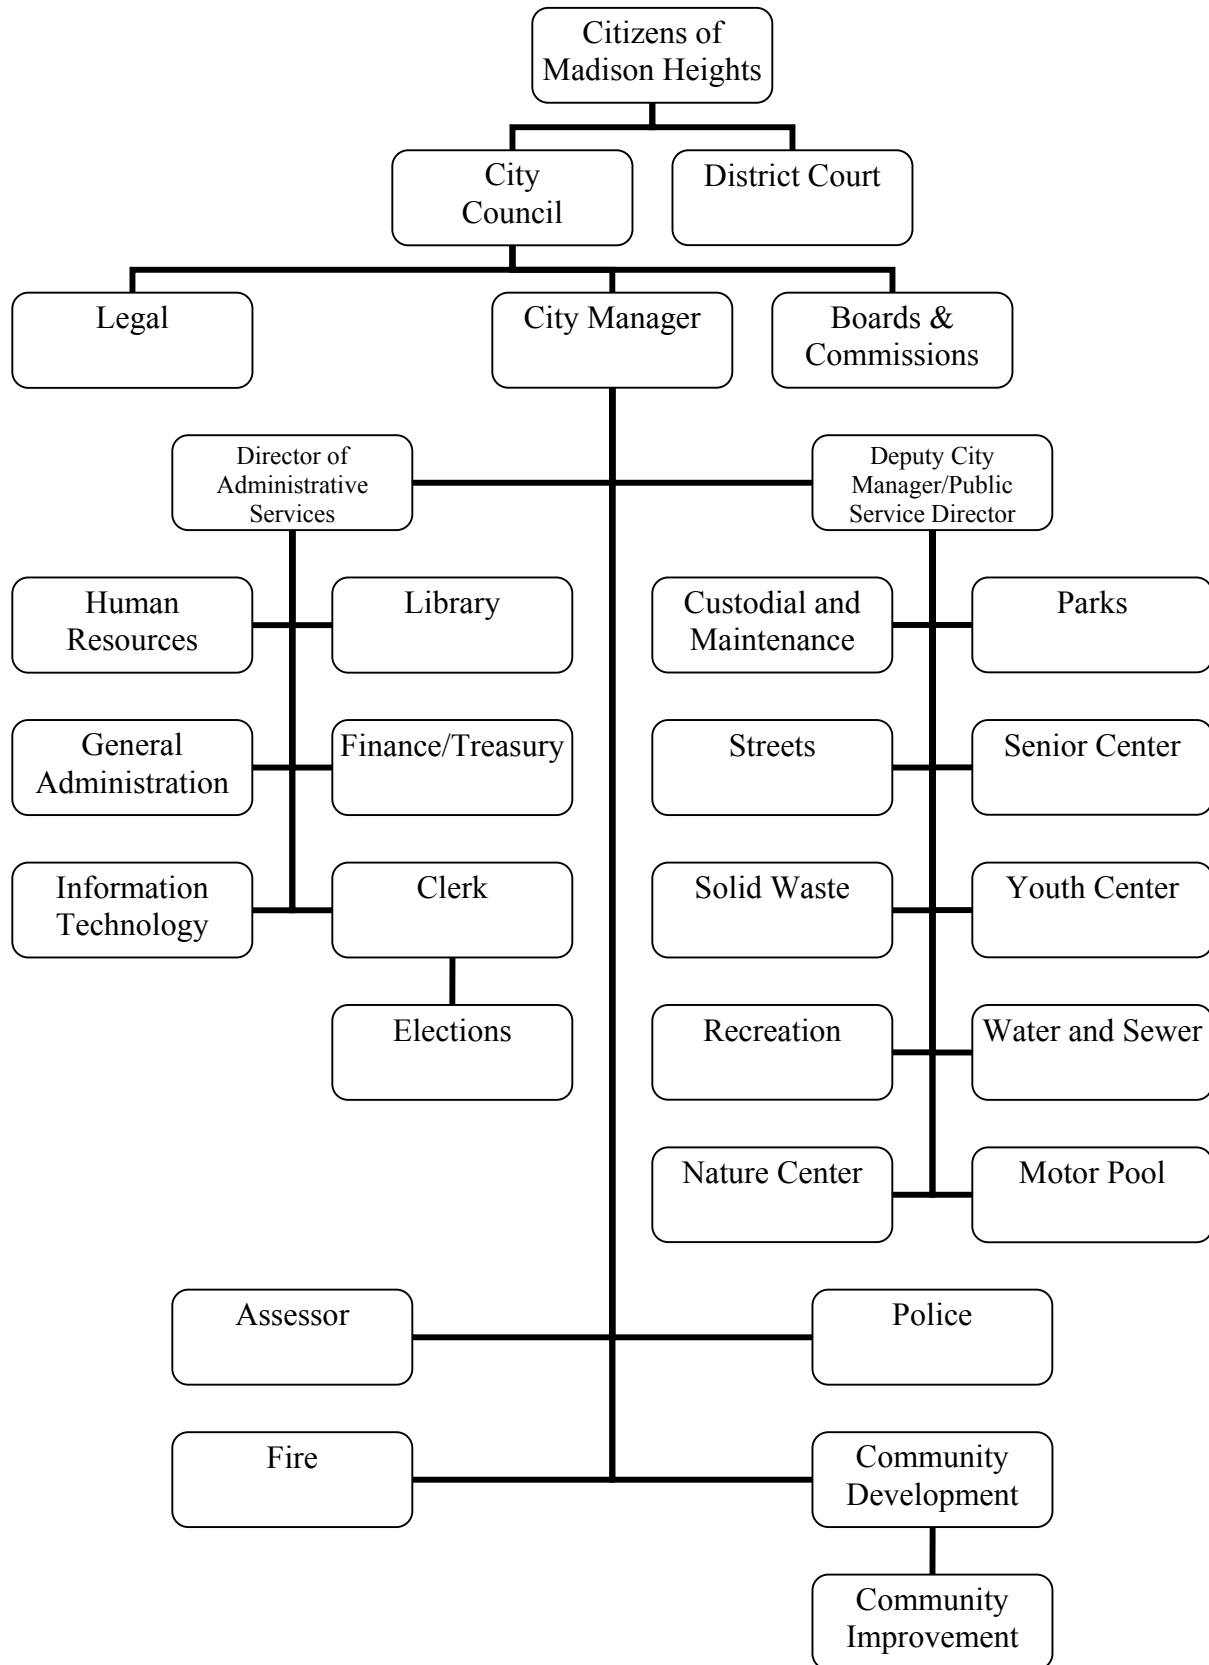 Citizens of
Madison Heights
City
Council
District Court
Legal
City Manager
Boards &
Commissions
Director of
Administrative
Services
Deputy City
Manager/Public
Service Director
Human
Resources
Library
Custodial and
Maintenance
Parks
General
Administration
Finance/Treasury
Streets
Senior Center
Information
Technology
Clerk
Solid Waste
Youth Center
Elections
Recreation
Water and Sewer
Nature Center
Motor Pool
Assessor
Police
Fire
Community
Development
Community
Improvement